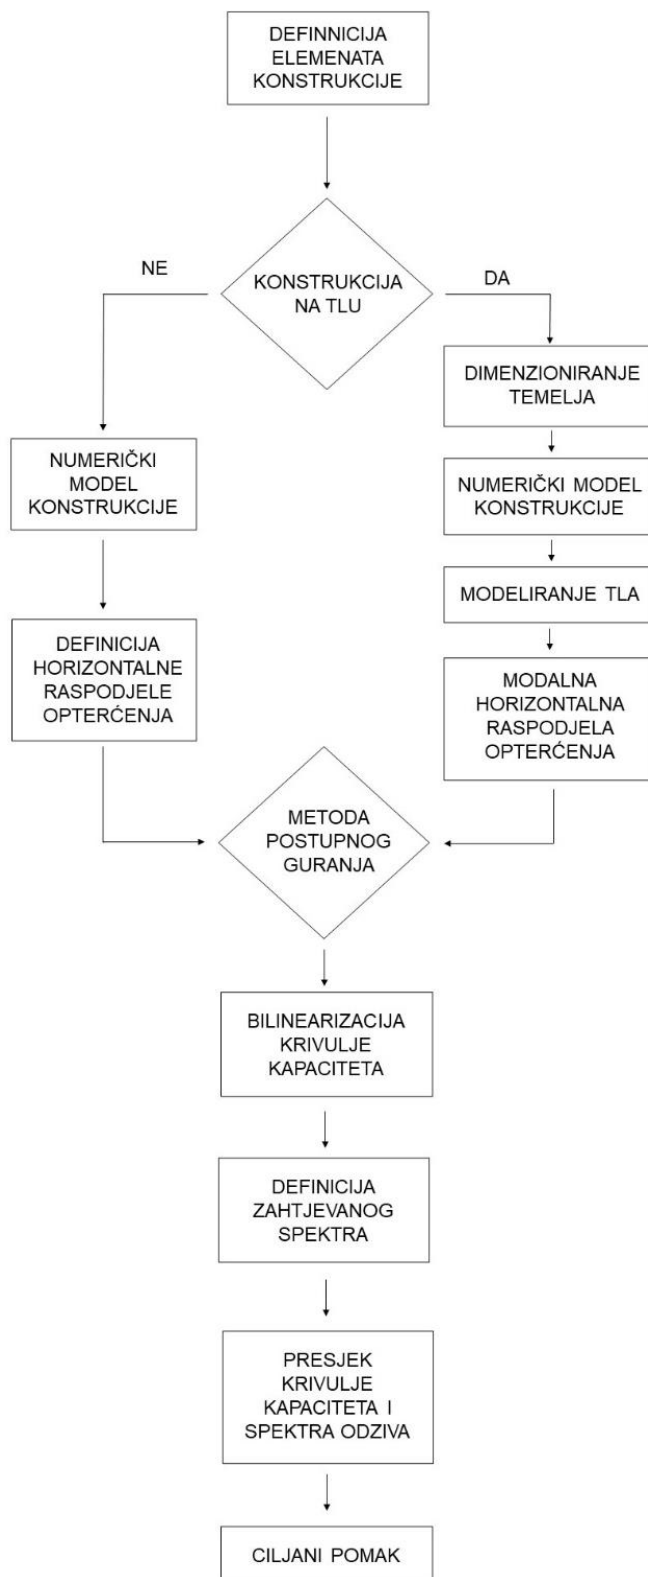 DEFINNICIJA
ELEMENATA
KONSTRUKCIJE
NE
KONSTRUKCIJA
NA TLU
DA
DIMENZIONIRANJE
TEMELJA
NUMERIČKI
MODEL
KONSTRUKCIJE
NUMERIČKI MODEL
KONSTRUKCIJE
MODELIRANJE TLA
DEFINICIJA
HORIZONTALNE
RASPODJELE
OPTERĆENJA
MODALNA
HORIZONTALNA
RASPODJELA
OPTERĆENJA
METODA
POSTUPNOG
GURANJA
BILINEARIZACIJA
KRIVULJE
KAPACITETA
DEFINICIJA
ZAHTJEVANOG
SPEKTRA
PRESJEK
KRIVULJE
KAPACITETA I
SPEKTRA ODZIVA
CILJANI POMAK